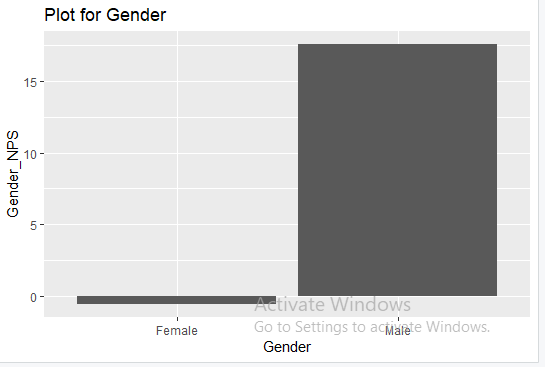 Plot for Gender
15
10
5
0
Gender_NPS
Female
Male
Gender
Activate Windows
Go to Settings to activate Windows.